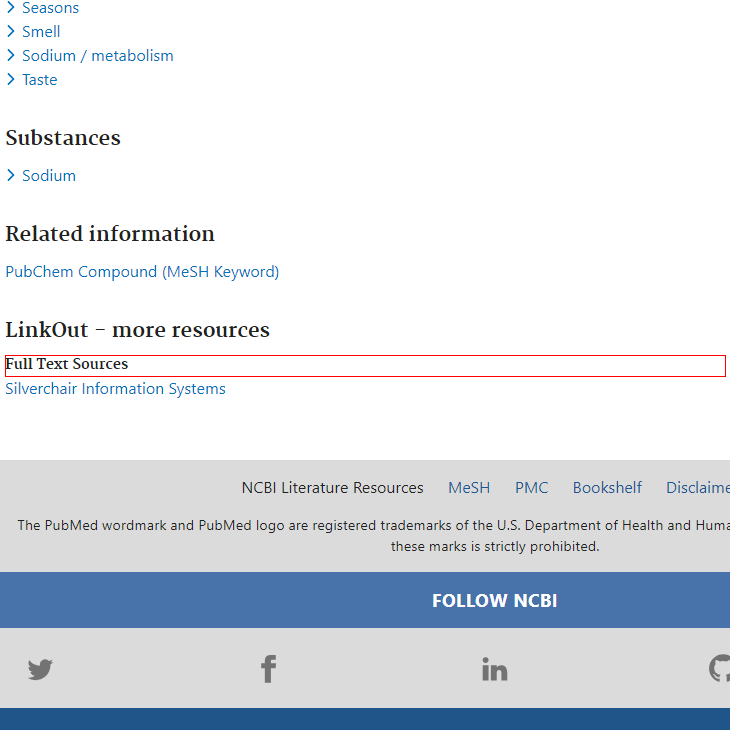 Seasons
Smell
Sodium / metabolism
Taste
Substances
Sodium
Related information
PubChem Compound (MeSH Keyword)
LinkOut - more resources
Full Text Sources
Silverchair Information Systems
NCBI Literature Resources MeSH PMC Bookshelf Disclaime
The PubMed wordmark and PubMed logo are registered trademarks of the U.S. Department of Health and Huma
these marks is strictly prohibited.
FOLLOW NCBI